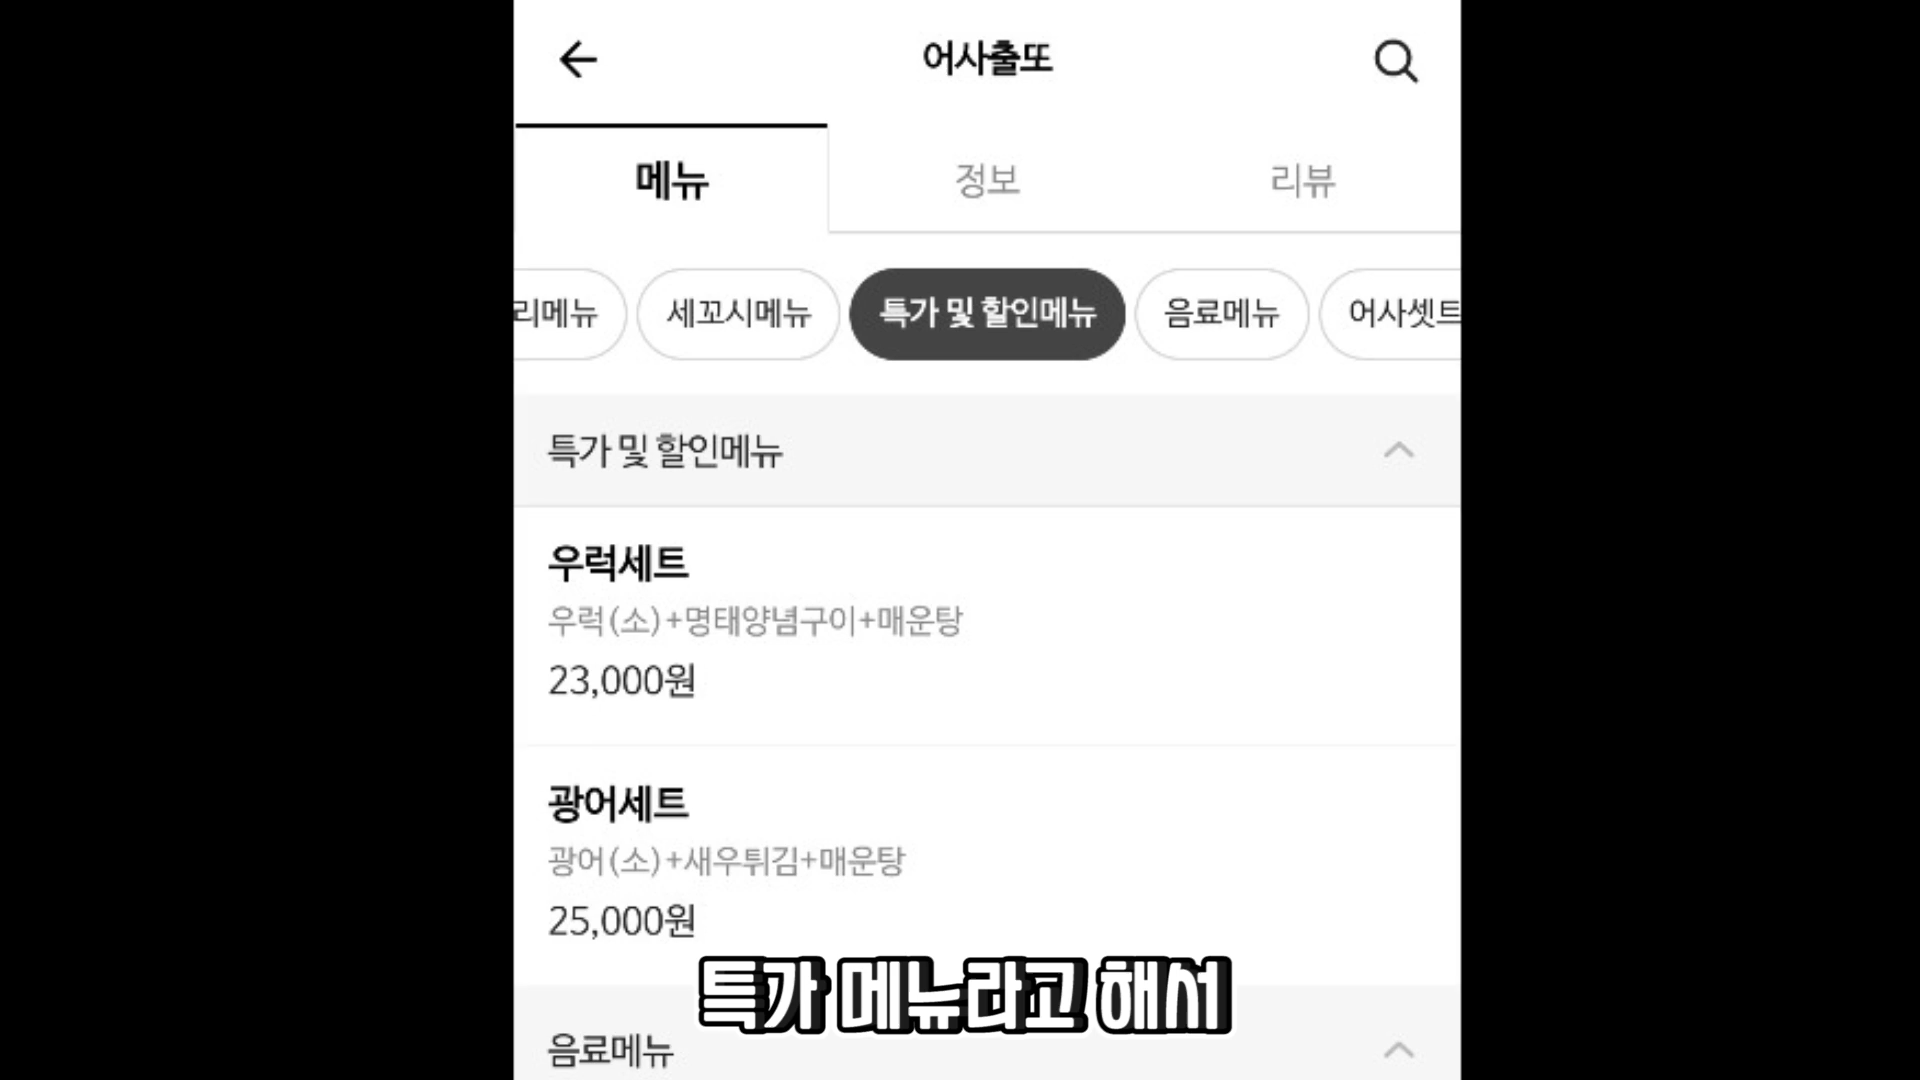 어사출또
메뉴 정보 리뷰
리메뉴 세꼬시메뉴 특가 및 할인메뉴 음료메뉴 어사셋트
특가 및 할인메뉴
우럭세트
우럭(소)+명태양념구이+매운탕
23,000원
광어세트
광어(소)+새우튀김+매운탕
25,000원
특가 메뉴라고 해서
음료메뉴